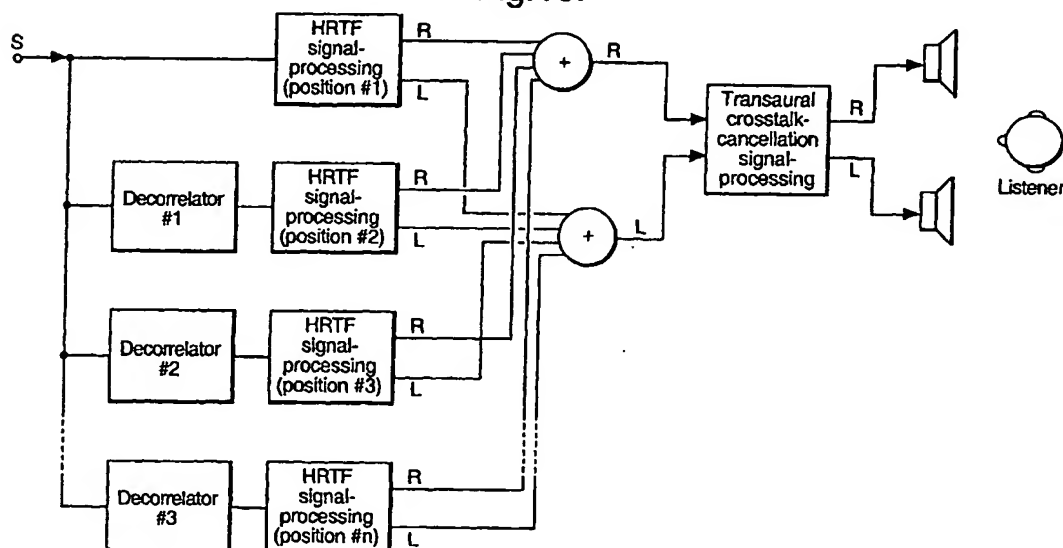 S
HRTF
signal-
processing
(position #1)
R
L
+
R
Transaural
crosstalk-
cancellation
signal-
processing
R
L
Listener
Decorrelator
#1
HRTF
signal-
processing
(position #2)
R
L
+
L
Decorrelator
#2
HRTF
signal-
processing
(position #3)
R
L
Decorrelator
#3
HRTF
signal-
processing
(position #n)
R
L